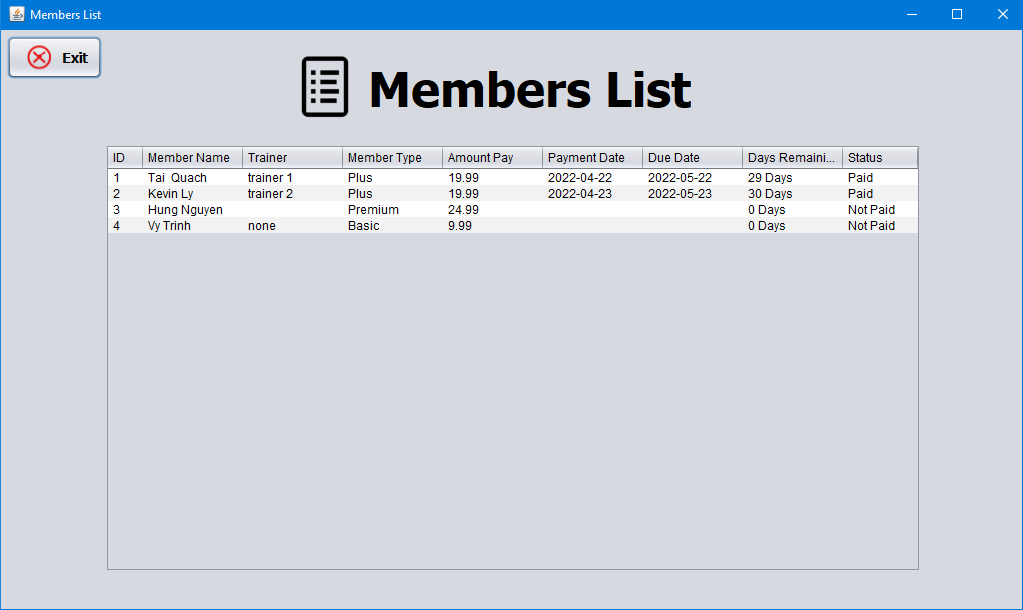 Members List
Exit
Members List
ID Member Name Trainer Member Type Amount Pay Payment Date Due Date Days Remaini... Status
1 Tai Quach trainer 1 Plus 19.99 2022-04-22 2022-05-22 29 Days Paid
2 Kevin Ly trainer 2 Plus 19.99 2022-04-23 2022-05-23 30 Days Paid
3 Hung Nguyen Premium 24.99 0 Days Not Paid
4 Vy Trinh none Basic 9.99 0 Days Not Paid